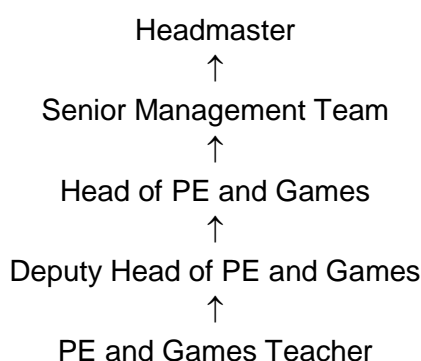 Headmaster
↑
Senior Management Team
↑
Head of PE and Games
↑
Deputy Head of PE and Games
↑
PE and Games Teacher